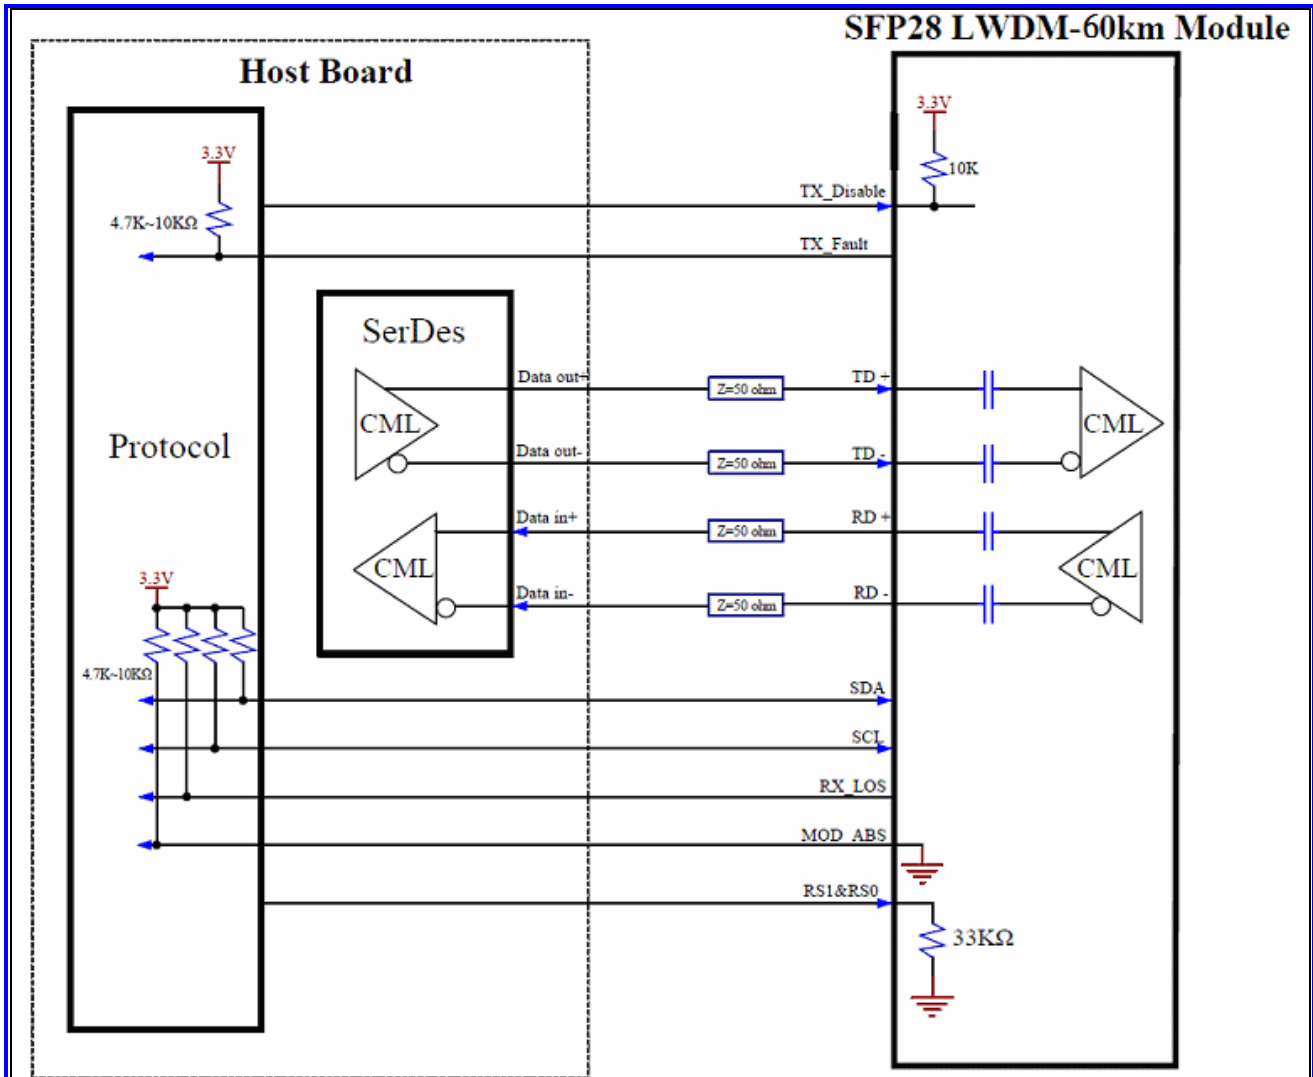 SFP28 LWDM-60km Module
Host Board
3.3V
10K
3.3V
4.7K~10KΩ
TX_Disable
TX_Fault
SerDes
CML
Data out+
Z=50 ohm
TD +
CML
Data out-
Z=50 ohm
TD -
Protocol
CML
Data in+
Z=50 ohm
RD +
CML
Data in-
Z=50 ohm
RD -
3.3V
4.7K~10KΩ
SDA
SCL
RX_LOS
MOD_ABS
RS1&RS0
33KΩ